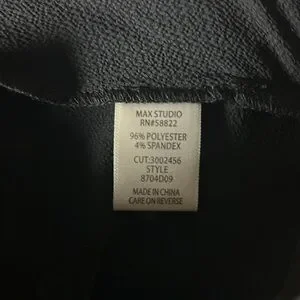 MAX STUDIO
RN#58822
96% POLYESTER
4% SPANDEX
CUT:3002456
STYLE
8704D09
MADE IN CHINA
CARE ON REVERSE